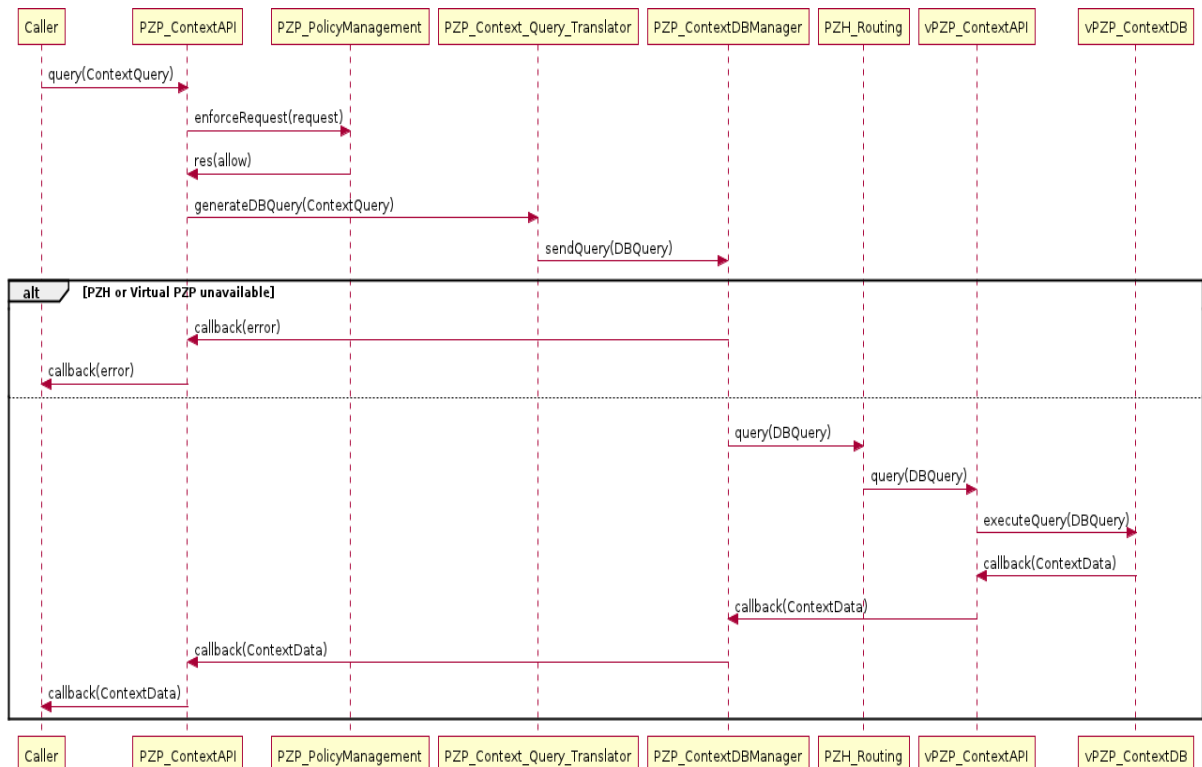 Caller PZP_ContextAPI PZP_PolicyManagement PZP_Context_Query_Translator PZP_ContextDBManager PZH_Routing vPZP_ContextAPI vPZP_ContextDB
query(ContextQuery)
enforceRequest(request)
res(allow)
generateDBQuery(ContextQuery)
sendQuery(DBQuery)
alt [PZH or Virtual PZP unavailable]
callback(error)
callback(error)
query(DBQuery)
query(DBQuery)
executeQuery(DBQuery)
callback(ContextData)
callback(ContextData)
callback(ContextData)
callback(ContextData)
Caller PZP_ContextAPI PZP_PolicyManagement PZP_Context_Query_Translator PZP_ContextDBManager PZH_Routing vPZP_ContextAPI vPZP_ContextDB